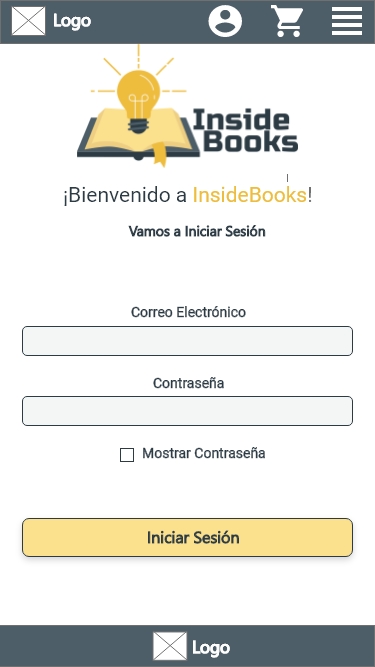 Logo
Inside
Books
¡Bienvenido a InsideBooks!
Vamos a Iniciar Sesión
Correo Electrónico
Contraseña
Mostrar Contraseña
Iniciar Sesión
Logo